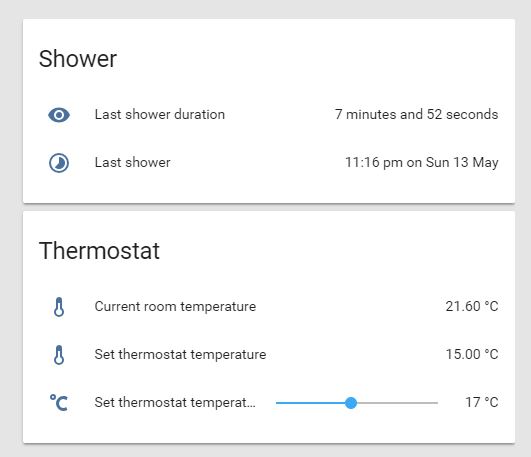 Shower
Last shower duration 7 minutes and 52 seconds
Last shower 11:16 pm on Sun 13 May
Thermostat
Current room temperature 21.60 °C
Set thermostat temperature 15.00 °C
°C Set thermostat temperat... 17 °C